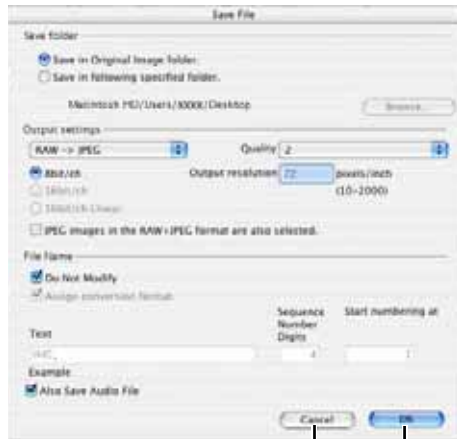 Save File
Save folder
Save in Original Image folder.
Save in following specified folder.
Macintosh HD/Users/XXXX/Desktop
Browse...
Output settings
RAW -> JPEG
Quality 2
8bit/ch
Output resolution 72 pixels/inch
16bit/ch
(10-2000)
16bit/ch Linear
JPEG images in the RAW+JPEG format are also selected.
File Name
Do Not Modify
Assign conversion format
Sequence Number Digits
Start numbering at
Text
4
1
Example
Also Save Audio File
Cancel
OK